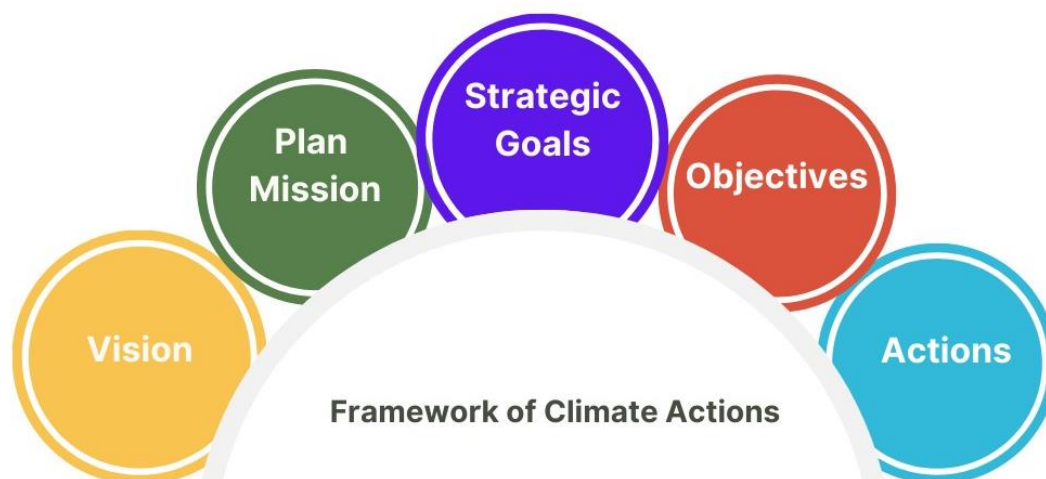 Vision
Plan
Mission
Strategic
Goals
Objectives
Actions
Framework of Climate Actions